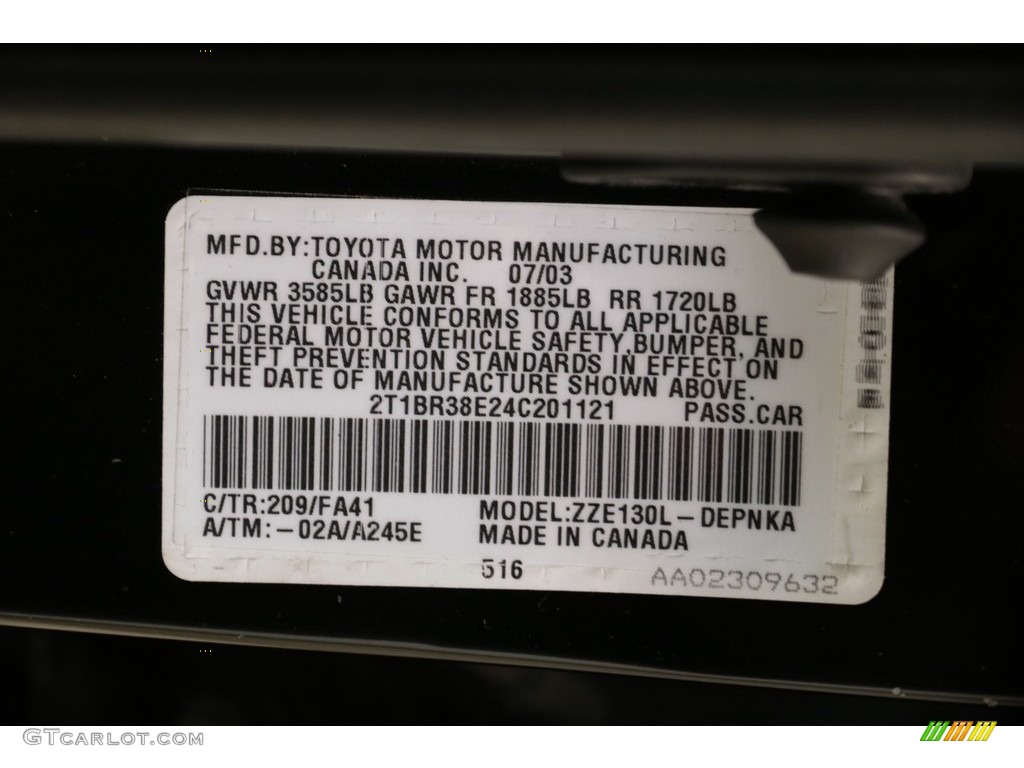 MFD.BY:TOYOTA MOTOR MANUFACTURING
CANADA INC. 07/03
GVWR 3585LB GAWR FR 1885LB RR 1720LB
THIS VEHICLE CONFORMS TO ALL APPLICABLE
FEDERAL MOTOR VEHICLE SAFETY,BUMPER, AND
THEFT PREVENTION STANDARDS IN EFFECT ON
THE DATE OF MANUFACTURE SHOWN ABOVE.
2T1BR38E24C201121 PASS.CAR
C/TR:209/FA41 MODEL:ZZE130L-DEPNKA
A/TM:-02A/A245E MADE IN CANADA
516 AA02309632
GTCARLOT.COM